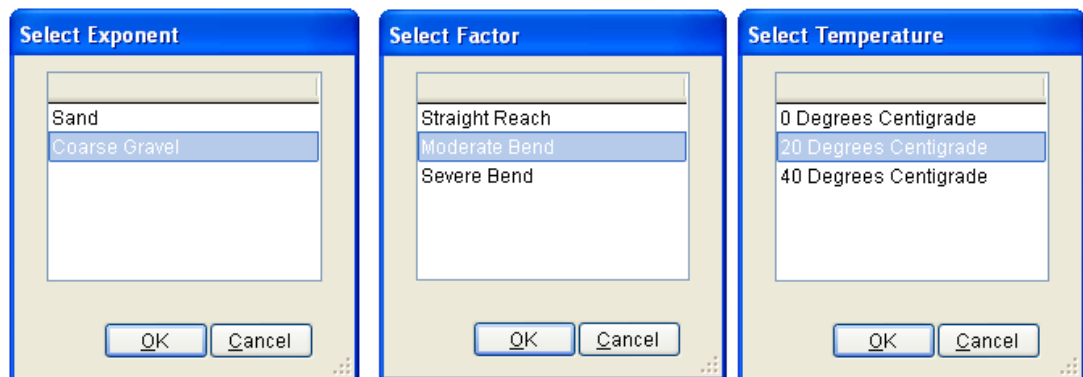 Select Exponent
Sand
Coarse Gravel
OK Cancel
Select Factor
Straight Reach
Moderate Bend
Severe Bend
OK Cancel
Select Temperature
0 Degrees Centigrade
20 Degrees Centigrade
40 Degrees Centigrade
OK Cancel